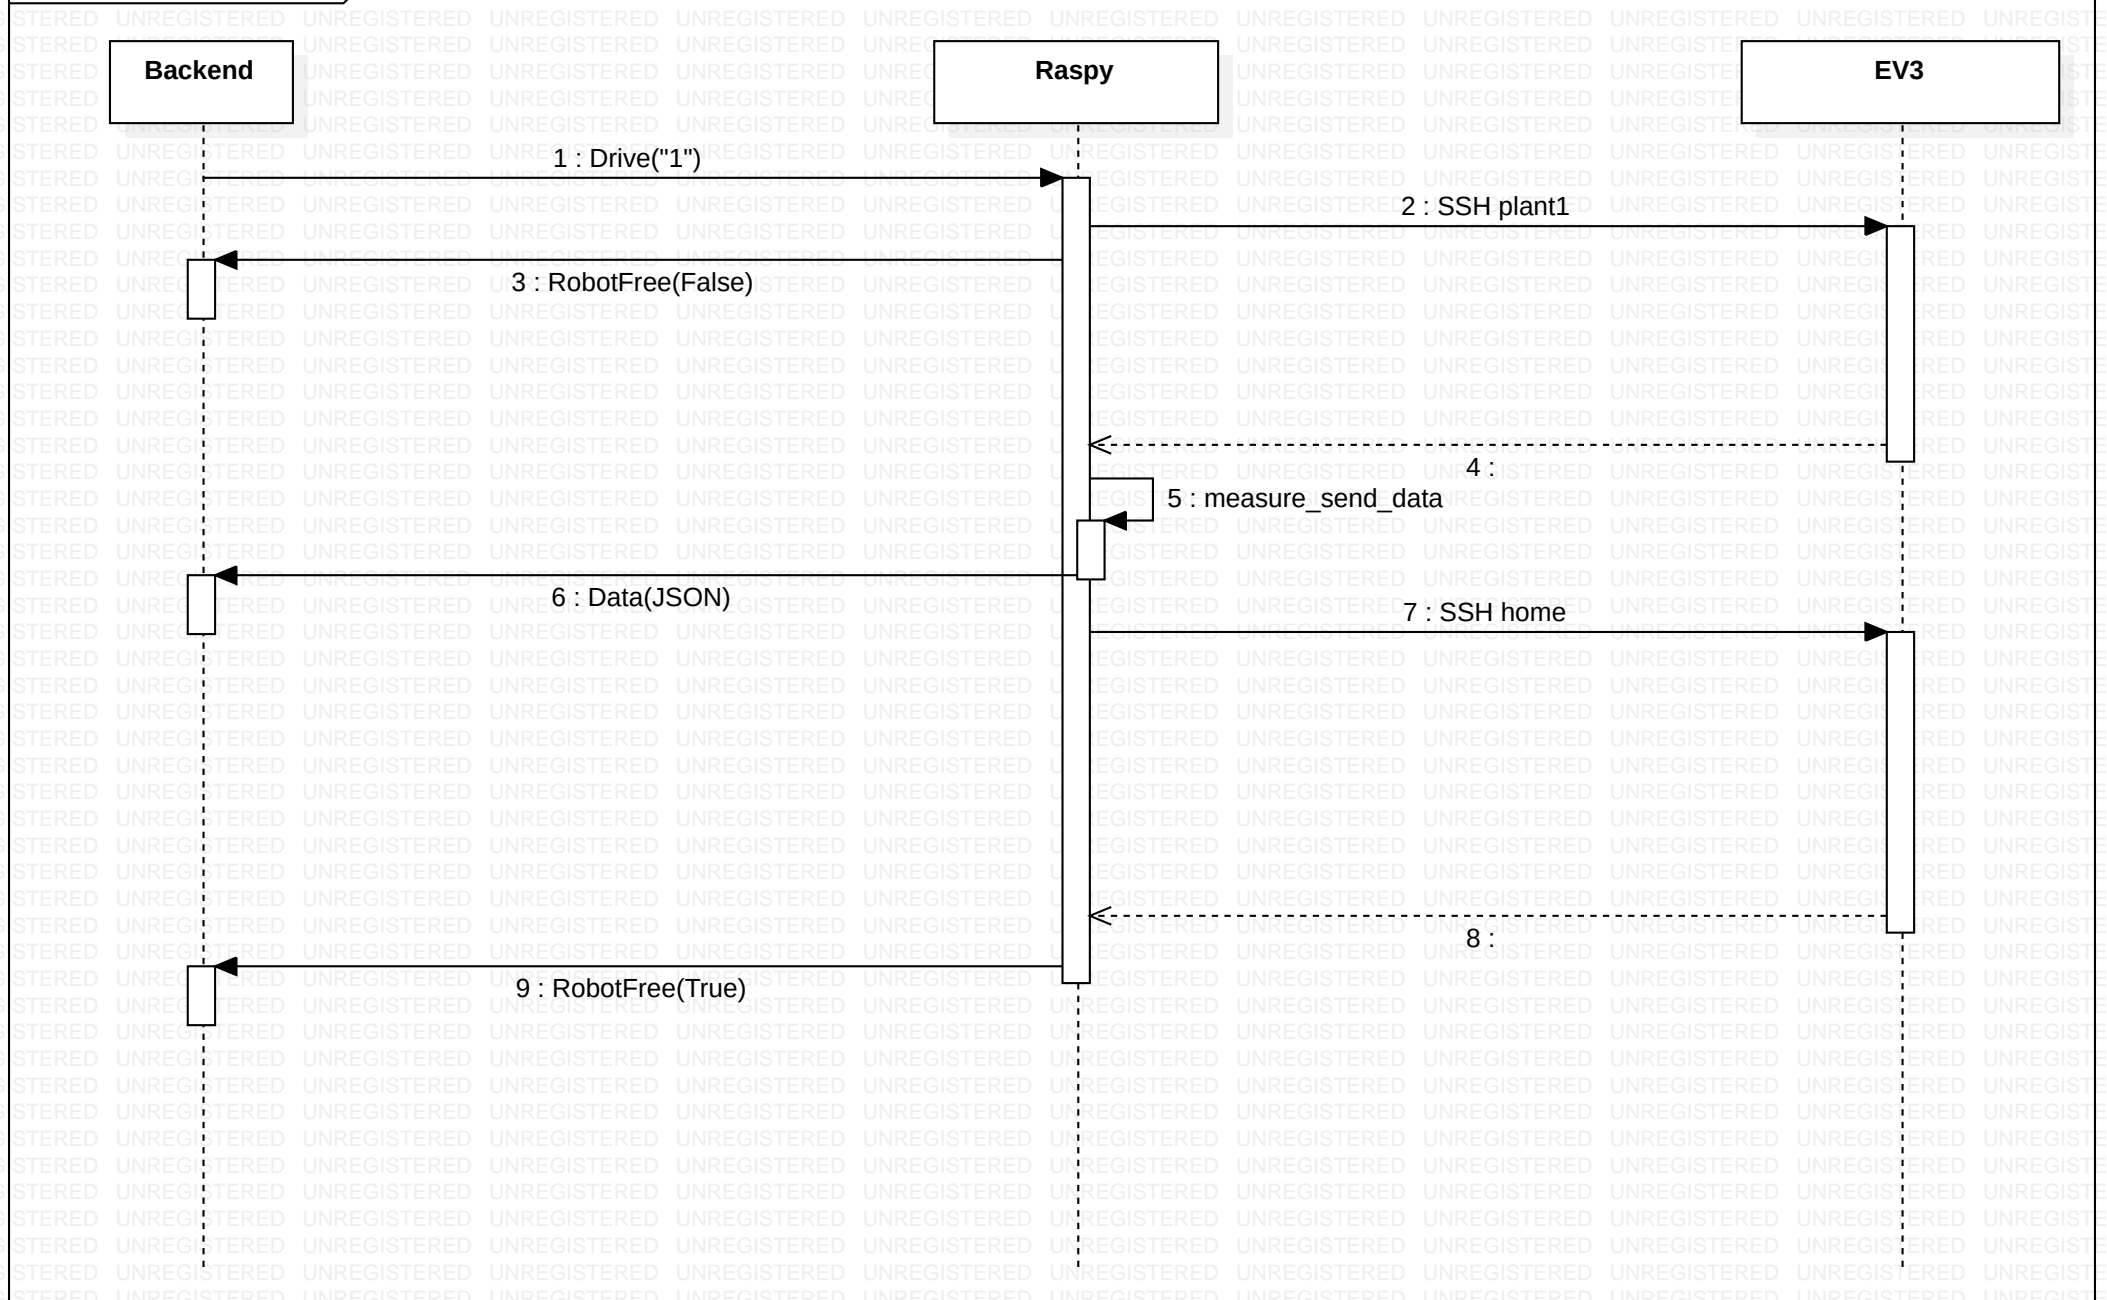 Backend
Raspy
EV3
1 : Drive("1")
2 : SSH plant1
3 : RobotFree(False)
4 :
5 : measure_send_data
6 : Data(JSON)
7 : SSH home
8 :
9 : RobotFree(True)
UNREGISTERED